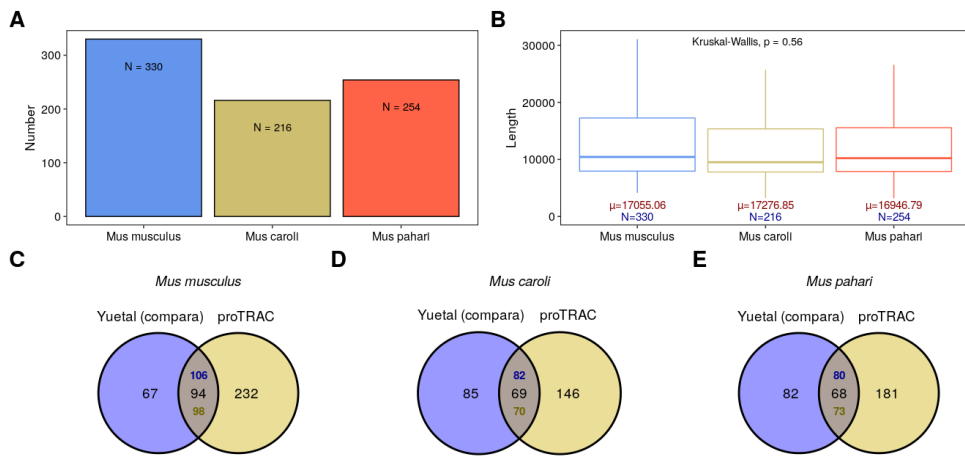 A
Number
300
200
100
0
N = 330
N = 216
N = 254
Mus musculus
Mus caroli
Mus pahari
B
Length
30000
20000
10000
0
Kruskal-Wallis, p = 0.56
μ=17055.06
N=330
μ=17276.85
N=216
μ=16946.79
N=254
Mus musculus
Mus caroli
Mus pahari
C
Mus musculus
Yuetal (compara) proTRAC
106
67 94 232
98
D
Mus caroli
Yuetal (compara) proTRAC
82
85 69 146
70
E
Mus pahari
Yuetal (compara) proTRAC
80
82 68 181
73